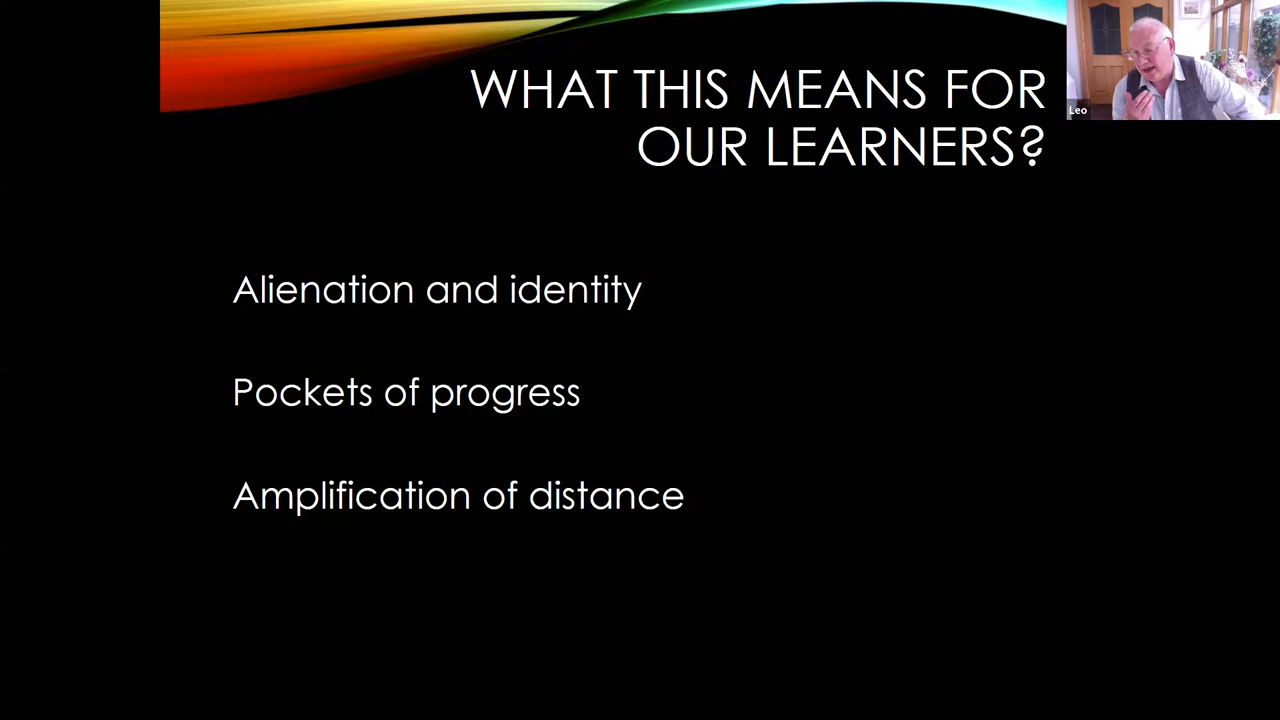 WHAT THIS MEANS FOR
OUR LEARNERS?
Leo
Alienation and identity
Pockets of progress
Amplification of distance